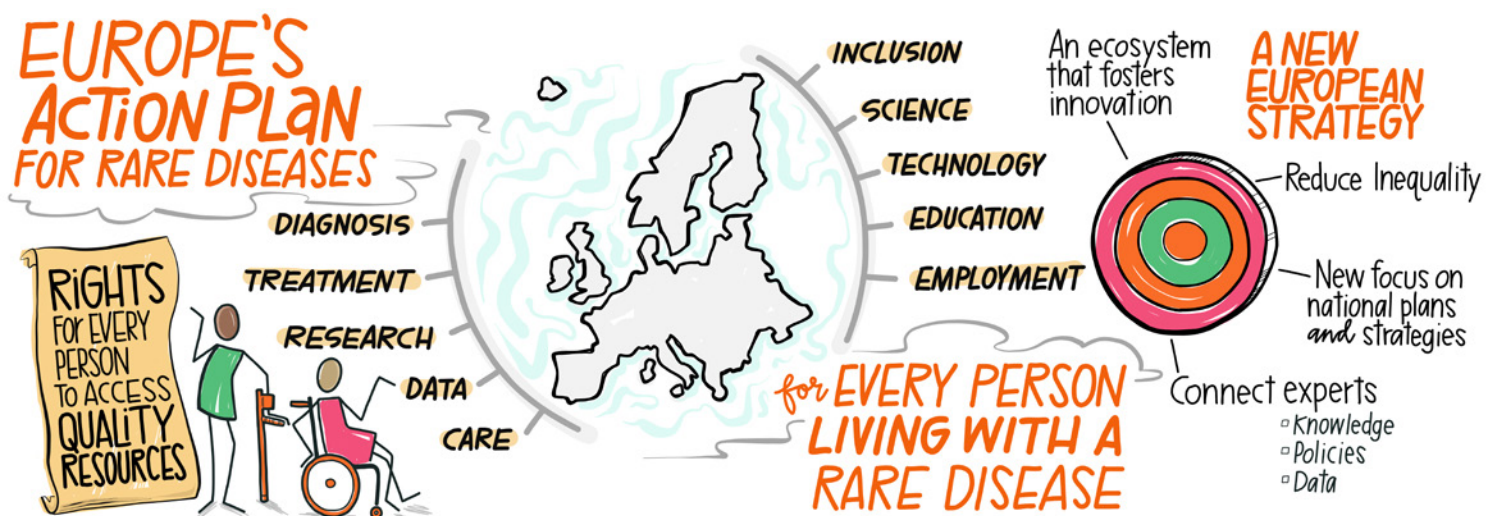 EUROPE'S
ACTION PLAN
FOR RARE DISEASES
RIGHTS
FOR EVERY
PERSON
TO ACCESS
QUALITY
RESOURCES
DIAGNOSIS
TREATMENT
RESEARCH
DATA
CARE
INCLUSION
SCIENCE
TECHNOLOGY
EDUCATION
EMPLOYMENT
for EVERY PERSON
LIVING WITH A
RARE DISEASE
A NEW
EUROPEAN
STRATEGY
An ecosystem
that fosters
innovation
Reduce Inequality
New focus on
national plans
and strategies
Connect experts
Knowledge
Policies
Data